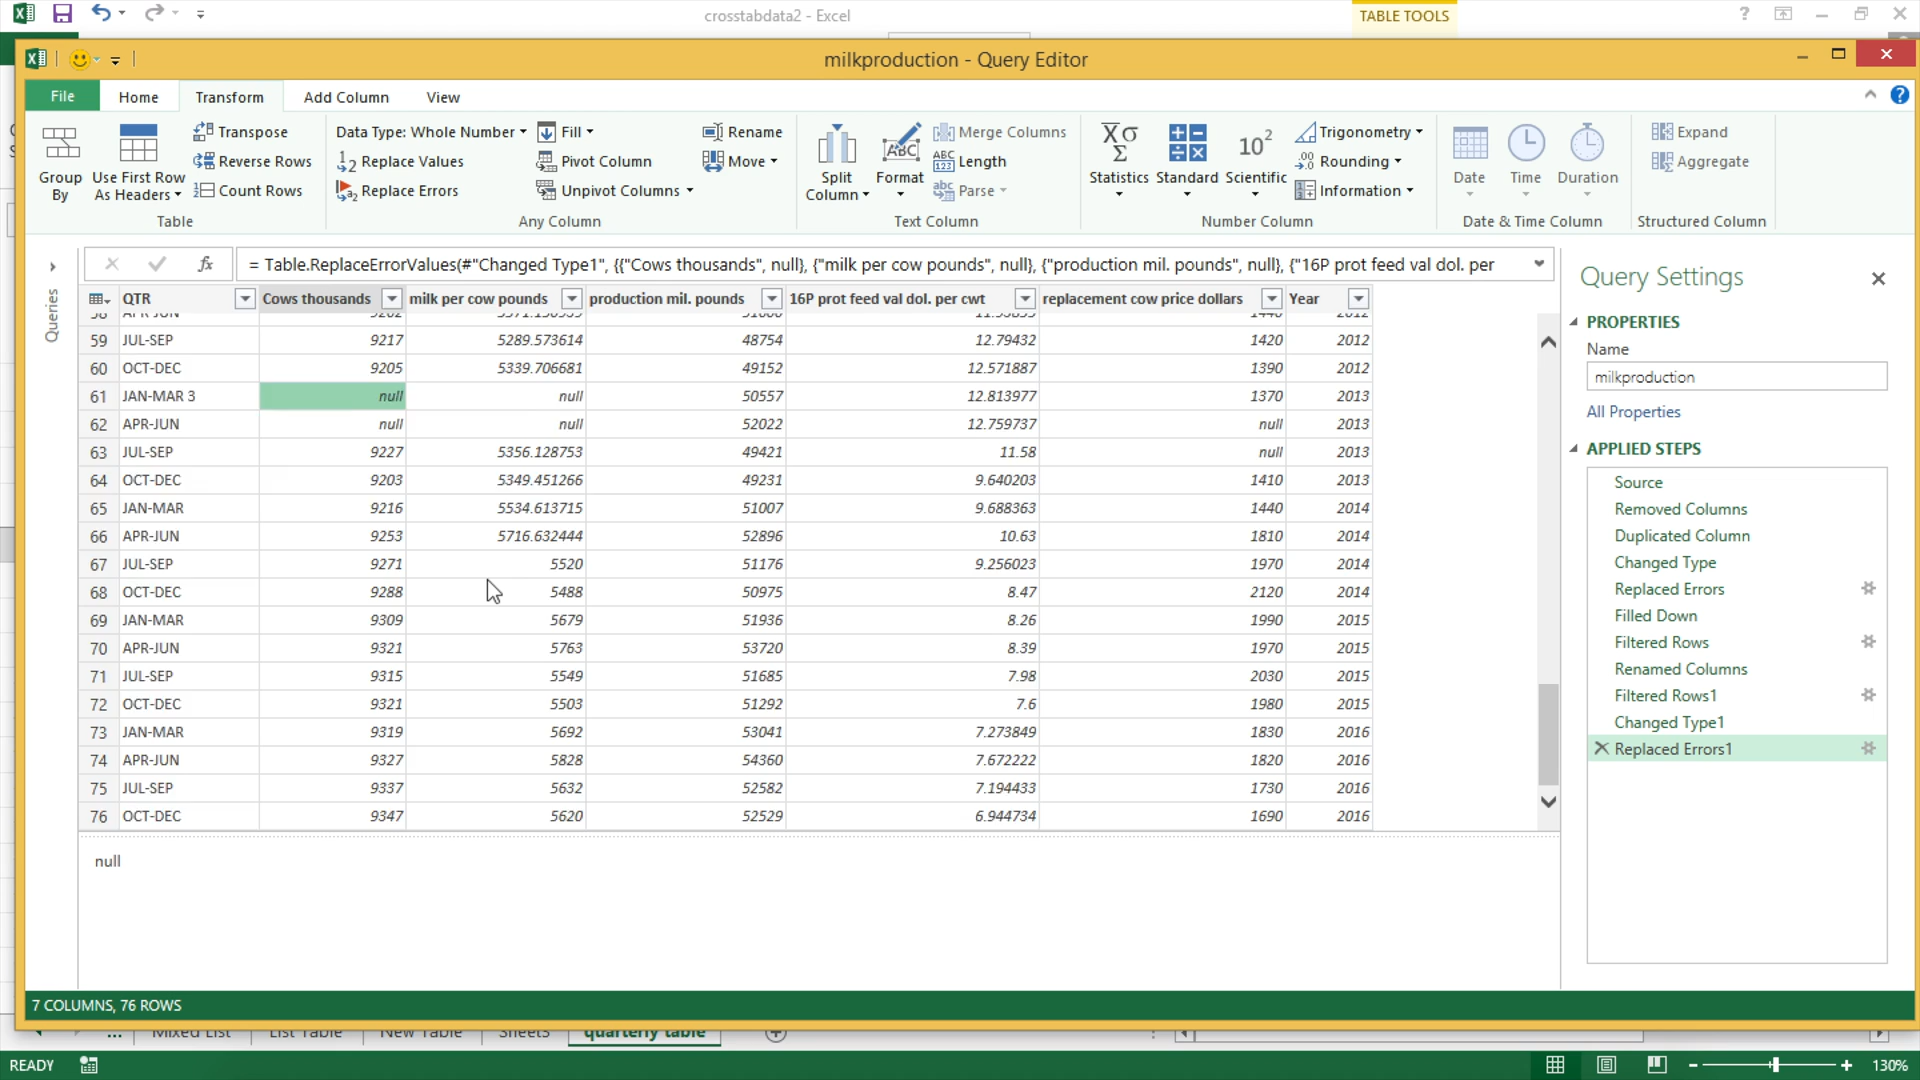 crosstabdata2 - Excel
TABLE TOOLS
?
milkproduction - Query Editor
File Home Transform Add Column View
Group By
Use First Row As Headers
Transpose
Reverse Rows
Count Rows
Table
Data Type: Whole Number
Replace Values
Replace Errors
Fill
Pivot Column
Unpivot Columns
Rename
Move
Any Column
Split Column
Format
Merge Columns
Length
Parse
Text Column
Statistics
Standard
Scientific
Trigonometry
Rounding
Information
Number Column
Date
Time
Duration
Date & Time Column
Expand
Aggregate
Structured Column
Queries
fx
= Table.ReplaceErrorValues(#"Changed Type1", {{"Cows thousands", null}, {"milk per cow pounds", null}, {"production mil. pounds", null}, {"16P prot feed val dol. per
QTR Cows thousands milk per cow pounds production mil. pounds 16P prot feed val dol. per cwt replacement cow price dollars Year
59 JUL-SEP 9217 5289.573614 48754 12.79432 1420 2012
60 OCT-DEC 9205 5339.706681 49152 12.571887 1390 2012
61 JAN-MAR 3 null null 50557 12.813977 1370 2013
62 APR-JUN null null 52022 12.759737 null 2013
63 JUL-SEP 9227 5356.128753 49421 11.58 null 2013
64 OCT-DEC 9203 5349.451266 49231 9.640203 1410 2013
65 JAN-MAR 9216 5534.613715 51007 9.688363 1440 2014
66 APR-JUN 9253 5716.632444 52896 10.63 1810 2014
67 JUL-SEP 9271 5520 51176 9.256023 1970 2014
68 OCT-DEC 9288 5488 50975 8.47 2120 2014
69 JAN-MAR 9309 5679 51936 8.26 1990 2015
70 APR-JUN 9321 5763 53720 8.39 1970 2015
71 JUL-SEP 9315 5549 51685 7.98 2030 2015
72 OCT-DEC 9321 5503 51292 7.6 1980 2015
73 JAN-MAR 9319 5692 53041 7.273849 1830 2016
74 APR-JUN 9327 5828 54360 7.672222 1820 2016
75 JUL-SEP 9337 5632 52582 7.194433 1730 2016
76 OCT-DEC 9347 5620 52529 6.944734 1690 2016
null
Query Settings
PROPERTIES
Name
milkproduction
All Properties
APPLIED STEPS
Source
Removed Columns
Duplicated Column
Changed Type
Replaced Errors
Filled Down
Filtered Rows
Renamed Columns
Filtered Rows1
Changed Type1
Replaced Errors1
7 COLUMNS, 76 ROWS
... Mixed List List Table New Table Sheet3 quarterly table
READY
130%